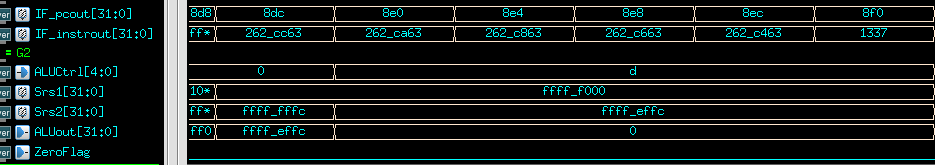 IF_pcout[31:0] 8d8 8dc 8e0 8e4 8e8 8ec 8f0
IF_instrout[31:0] ff* 262_cc63 262_ca63 262_c863 262_c663 262_c463 1337
= G2
ALUCtrl[4:0] 0 d
Srs1[31:0] 10* ffff_f000
Srs2[31:0] ff* ffff_fffc ffff_effc
ALUout[31:0] ff0 ffff_effc 0
ZeroFlag